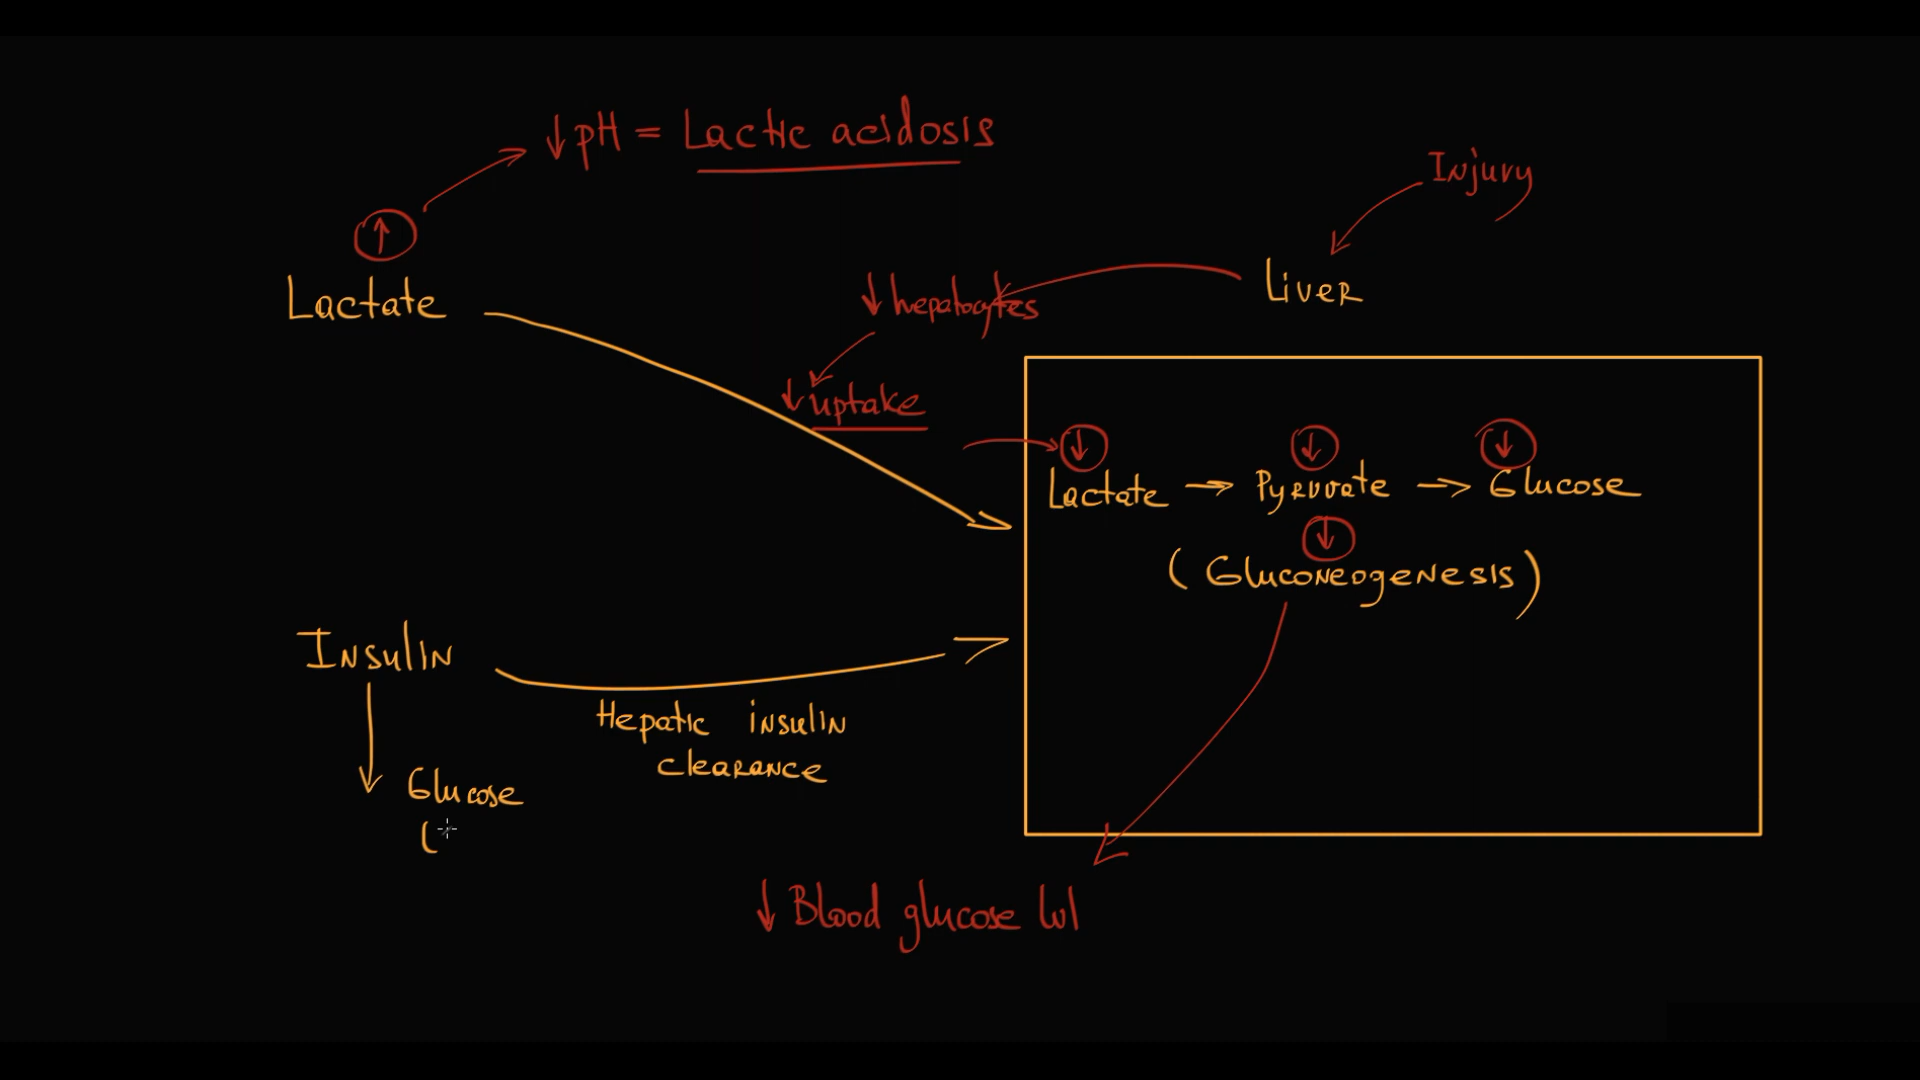 ↓ pH = Lactic acidosis
Injury
↑
Lactate
↓ hepatocytes
Liver
↓ uptake
↓ ↓ ↓
Lactate → Pyruvate → Glucose
↓
(Gluconeogenesis)
Insulin
Hepatic insulin
clearance
Glucose
(
↓ Blood glucose lvl